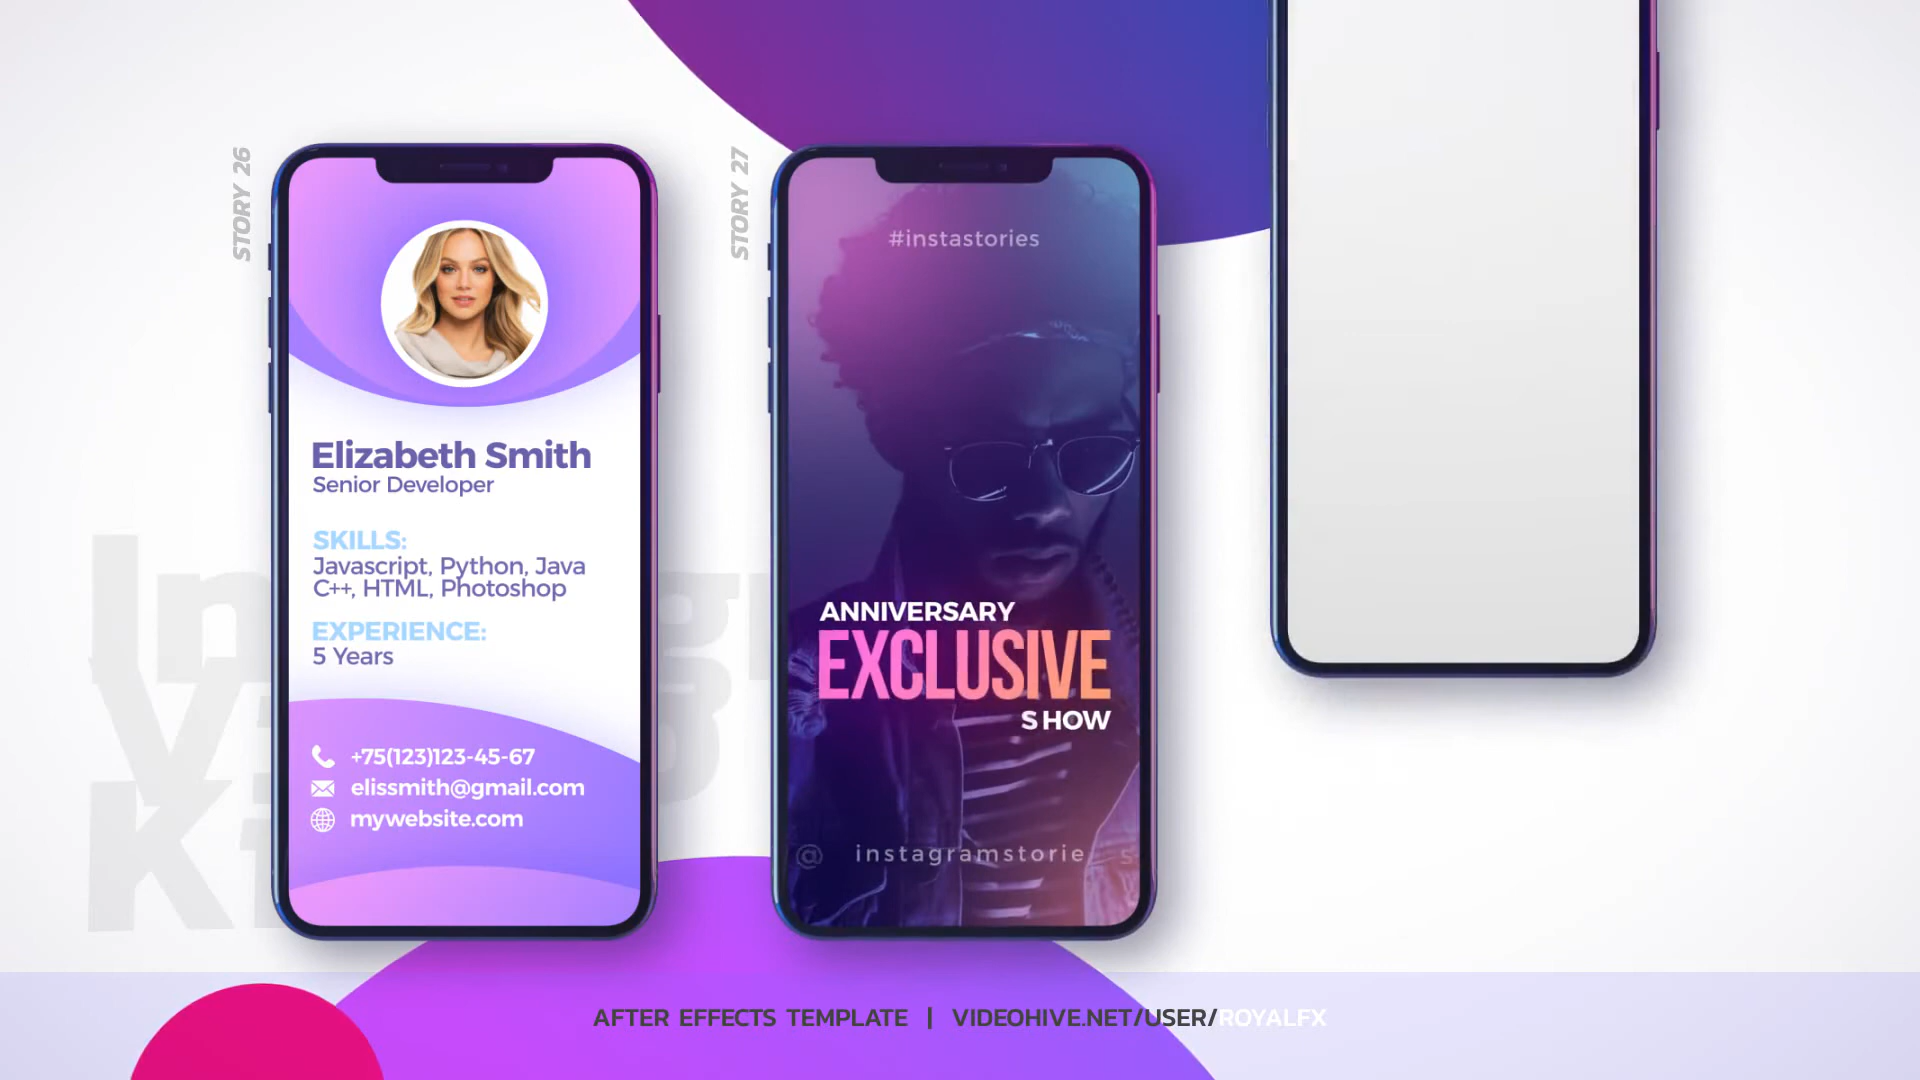 STORY 26
Elizabeth Smith
Senior Developer
SKILLS:
Javascript, Python, Java
C++, HTML, Photoshop
EXPERIENCE:
5 Years
+75(123)123-45-67
elissmith@gmail.com
mywebsite.com
STORY 27
#instastories
ANNIVERSARY
EXCLUSIVE
SHOW
@ instagramstorie s
AFTER EFFECTS TEMPLATE | VIDEOHIVE.NET/USER/ROYALFX